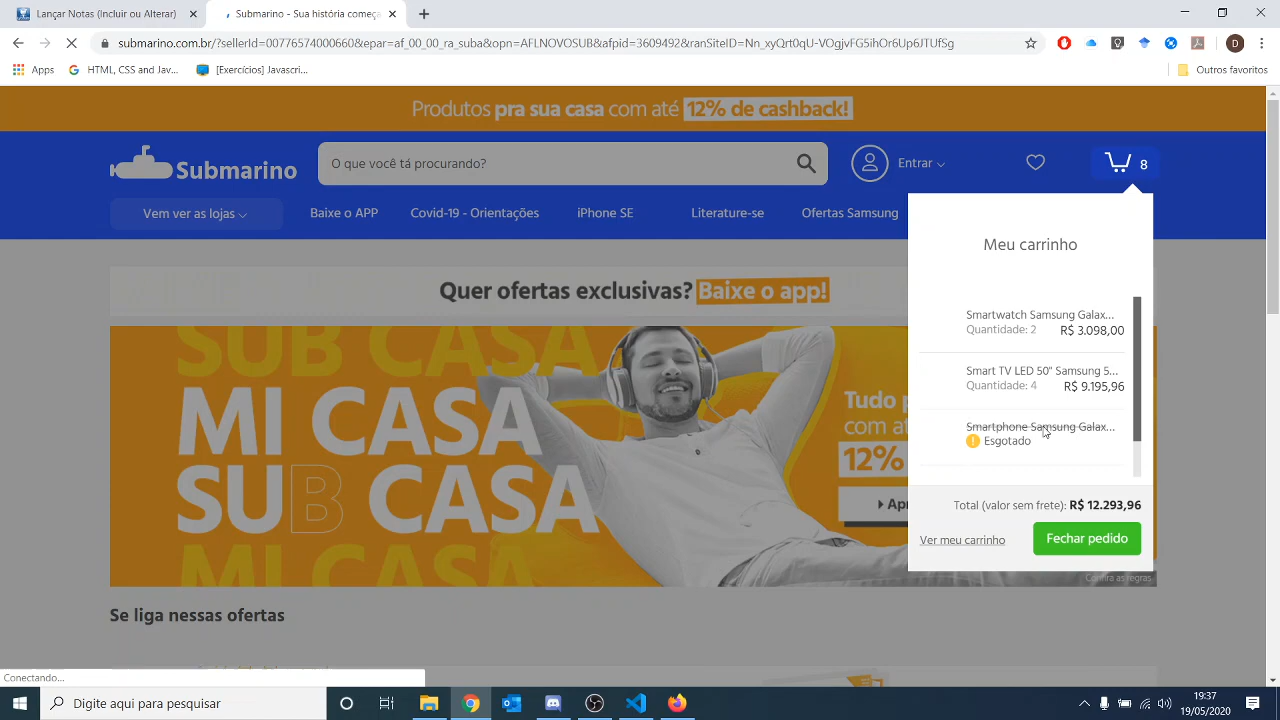 Lançar Notas (Incluir ou Alterar)
Submarino - Sua história começ
submarino.com.br/?sellerId=00776574000660&epar=af_00_00_ra_suba&opn=AFLNOVOSUB&afpid=3609492&ranSiteID=Nn_xyQrt0qU-VOgjvFG5ihOr6Up6JTUfSg
D
Apps
HTML, CSS and Jav...
[Exercícios] Javascri...
Outros favoritos
Produtos pra sua casa com até 12% de cashback!
Submarino
O que você tá procurando?
Entrar
8
Vem ver as lojas
Baixe o APP
Covid-19 - Orientações
iPhone SE
Literature-se
Ofertas Samsung
Meu carrinho
Quer ofertas exclusivas? Baixe o app!
Smartwatch Samsung Galax...
Quantidade: 2 R$ 3.098,00
Smart TV LED 50" Samsung 5...
Quantidade: 4 R$ 9.195,96
Smartphone Samsung Galax...
! Esgotado
Total (valor sem frete): R$ 12.293,96
Ver meu carrinho
Fechar pedido
SUB CASA
MI CASA
SUB CASA
MI CASA
Tudo p
com at
12%
Apr
Confira as regras
Se liga nessas ofertas
Conectando...
Digite aqui para pesquisar
19:37
19/05/2020